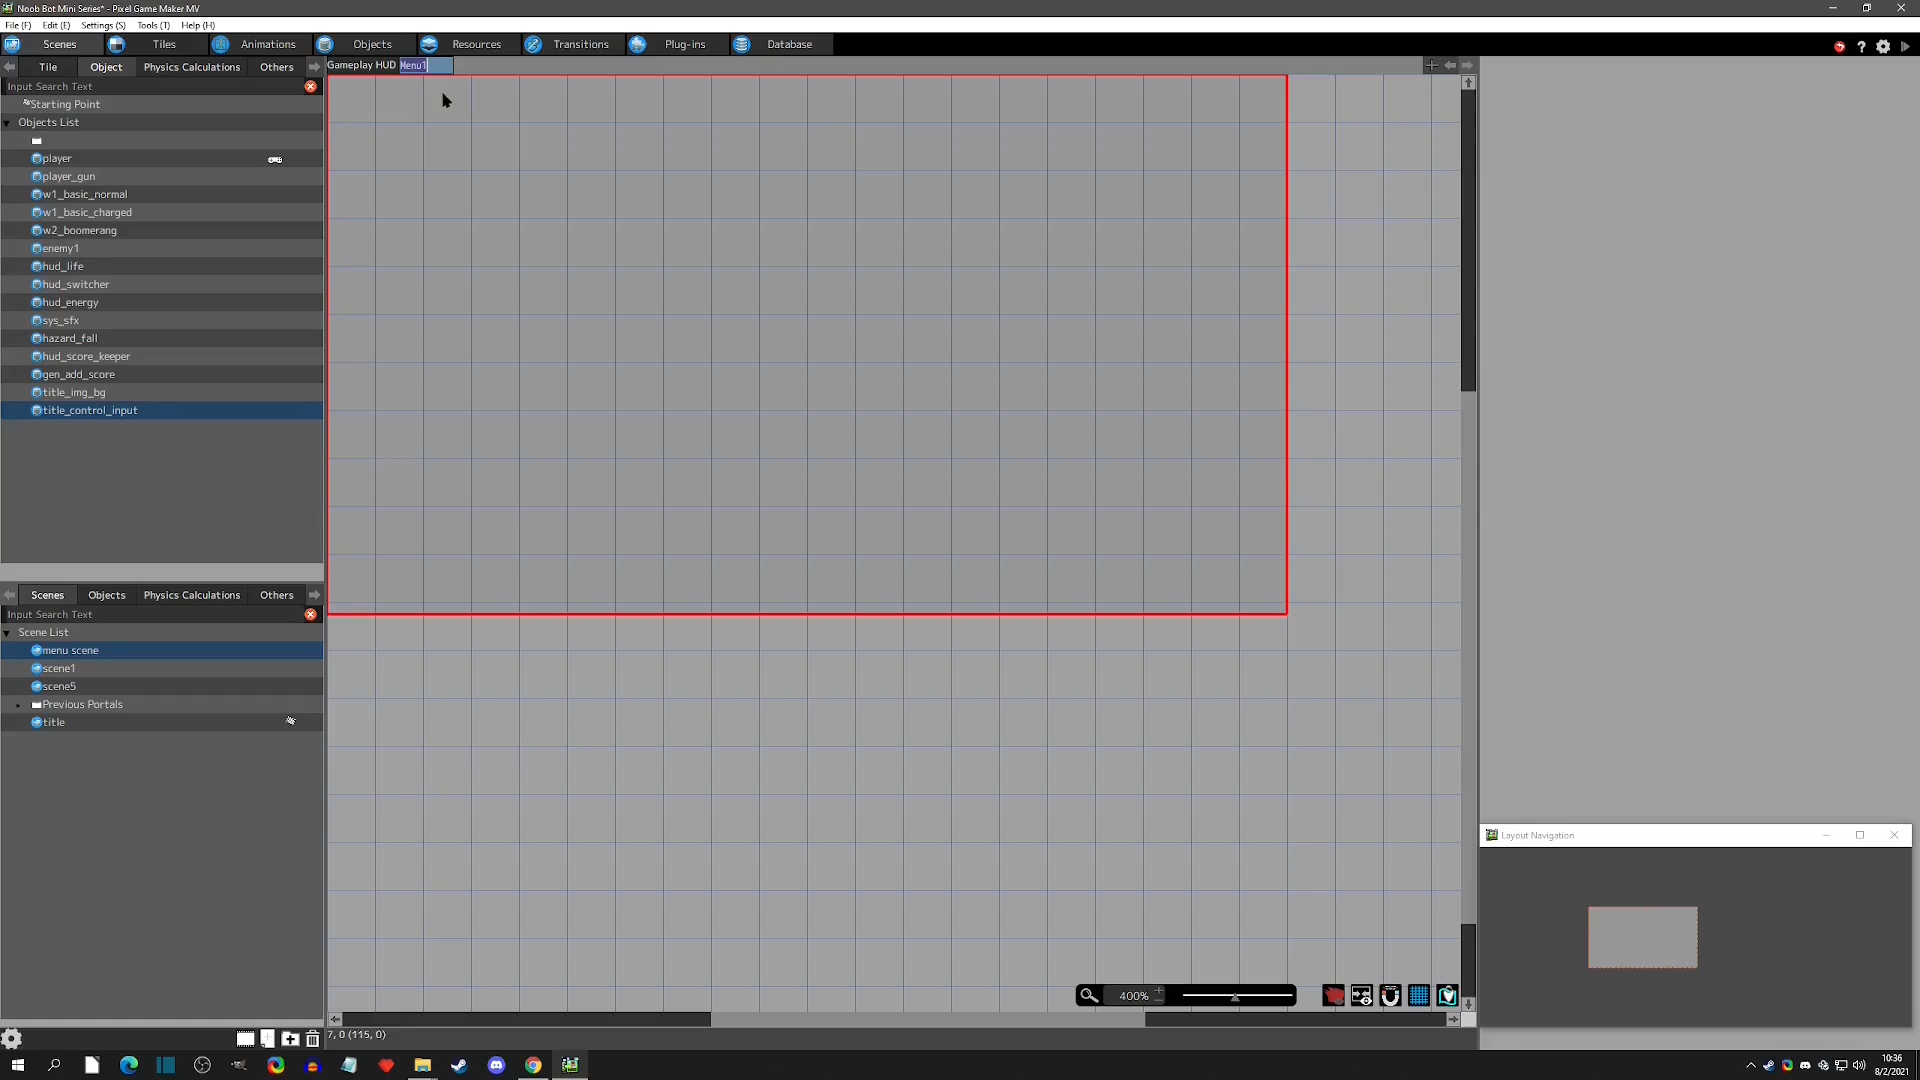 Noob Bot Mini Series* - Pixel Game Maker MV
File (F) Edit (E) Settings (S) Tools (T) Help (H)
Scenes Tiles Animations Objects Resources Transitions Plug-ins Database
Tile Object Physics Calculations Others
Gameplay HUD Menu1
Input Search Text
Starting Point
Objects List
player
player_gun
w1_basic_normal
w1_basic_charged
w2_boomerang
enemy1
hud_life
hud_switcher
hud_energy
sys_sfx
hazard_fall
hud_score_keeper
gen_add_score
title_img_bg
title_control_input
Scenes Objects Physics Calculations Others
Input Search Text
Scene List
menu scene
scene1
scene5
Previous Portals
title
Layout Navigation
400%
7, 0 (115, 0)
10:36
8/2/2021